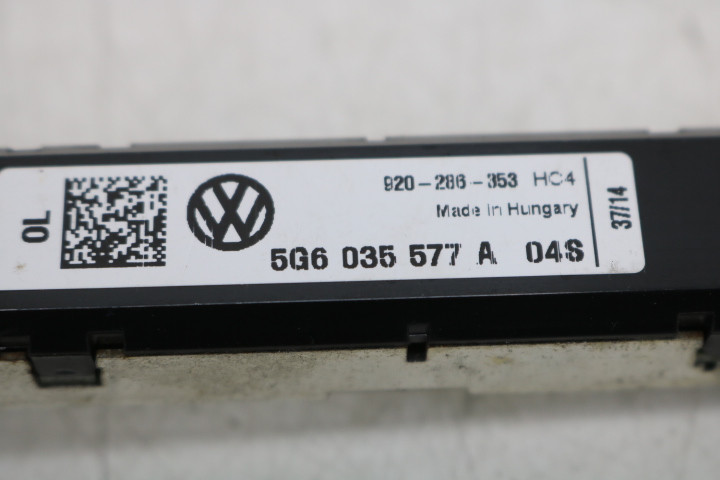 OL
920-286-353 HC4
Made in Hungary
5G6 035 577 A 04S
37/14